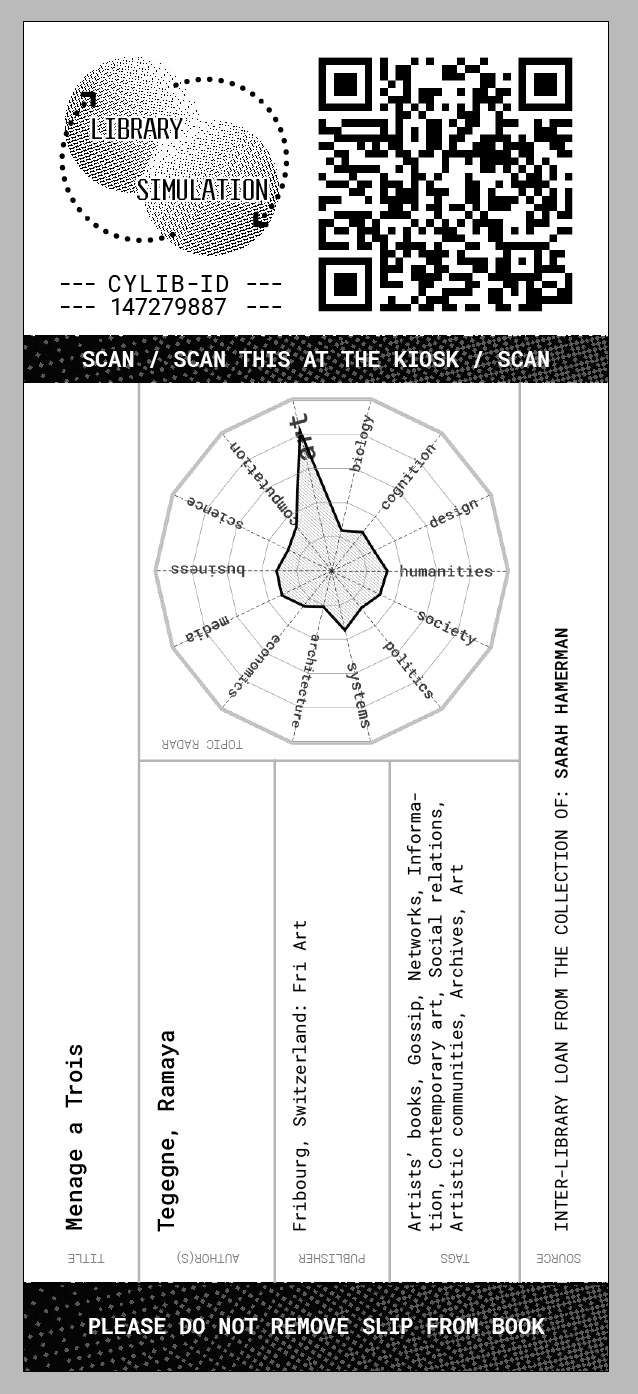 LIBRARY
SIMULATION
--- CYLIB-ID ---
--- 147279887 ---
SCAN / SCAN THIS AT THE KIOSK / SCAN
art
biology
cognition
design
humanities
society
politics
systems
architecture
economics
media
business
science
computation
TOPIC RADAR
TITLE
Menage a Trois
AUTHOR(S)
Tegegne, Ramaya
PUBLISHER
Fribourg, Switzerland: Fri Art
TAGS
Artists' books, Gossip, Networks, Informa-
tion, Contemporary art, Social relations,
Artistic communities, Archives, Art
SOURCE
INTER-LIBRARY LOAN FROM THE COLLECTION OF: SARAH HAMERMAN
PLEASE DO NOT REMOVE SLIP FROM BOOK